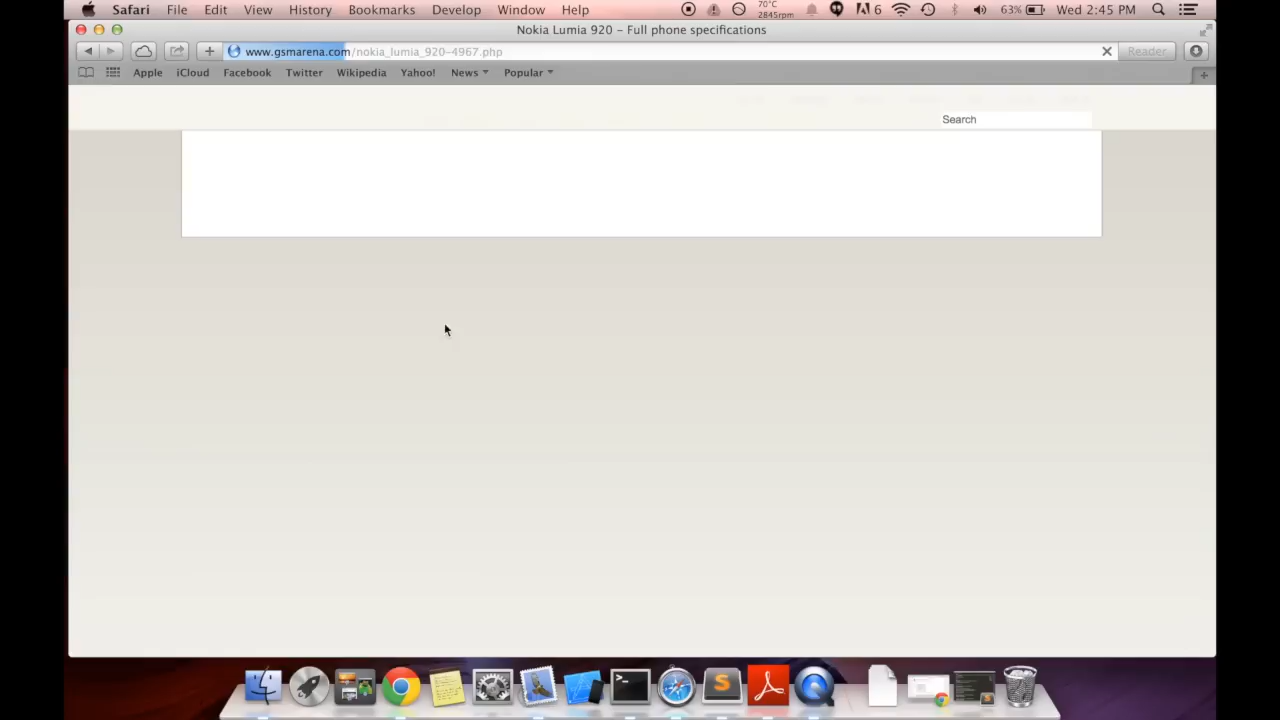 Safari File Edit View History Bookmarks Develop Window Help 70°C 2845rpm 6 63% Wed 2:45 PM
Nokia Lumia 920 – Full phone specifications
www.gsmarena.com/nokia_lumia_920-4967.php Reader
Apple iCloud Facebook Twitter Wikipedia Yahoo! News Popular
Search